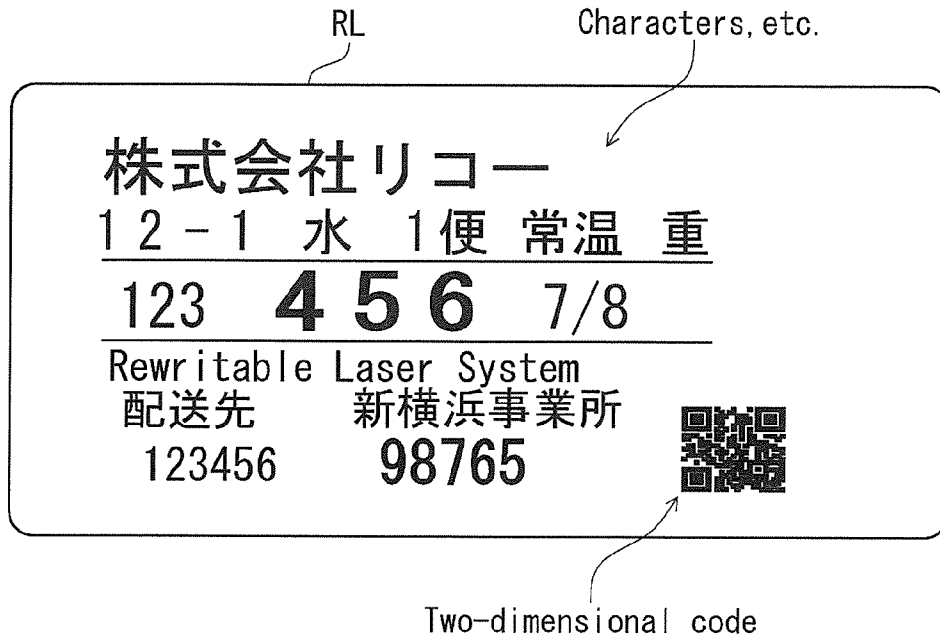 RL
Characters, etc.
株式会社リコー
12-1 水 1便 常温 重
123 456 7/8
Rewritable Laser System
配送先 新横浜事業所
123456 98765
Two-dimensional code